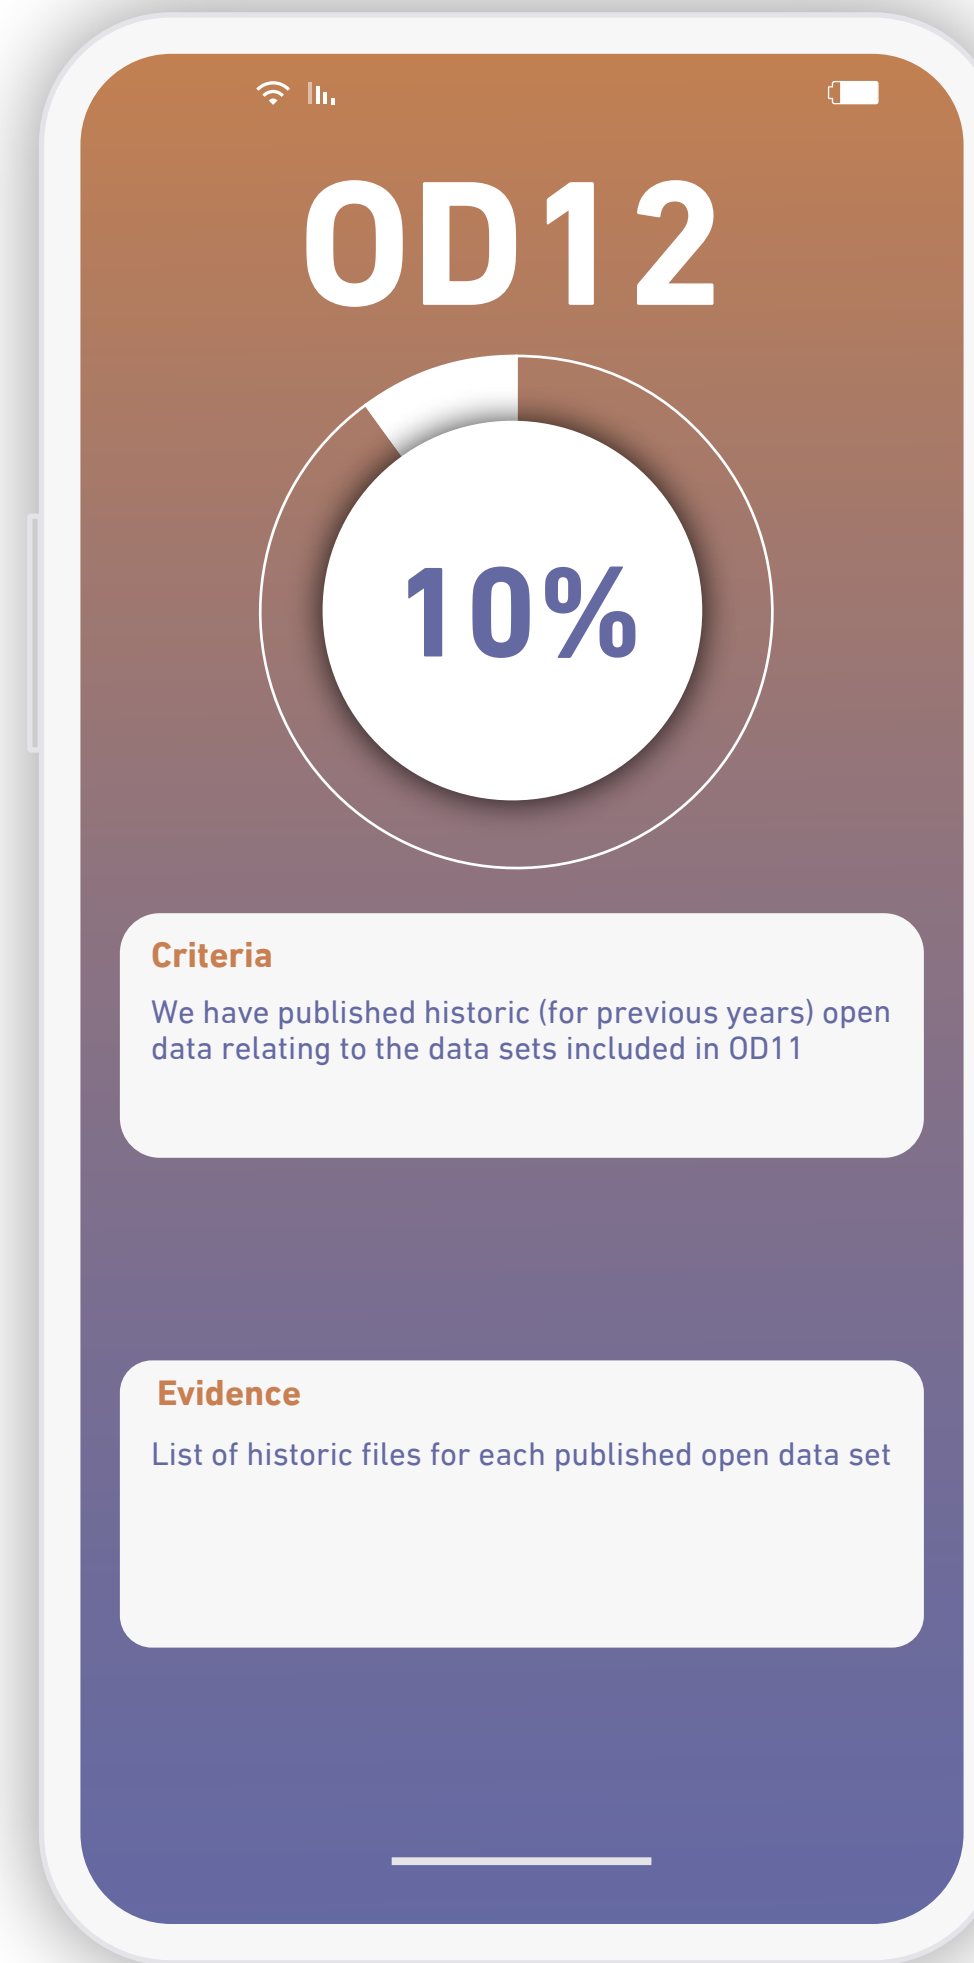 OD12
10%
Criteria
We have published historic (for previous years) open
data relating to the data sets included in OD11
Evidence
List of historic files for each published open data set